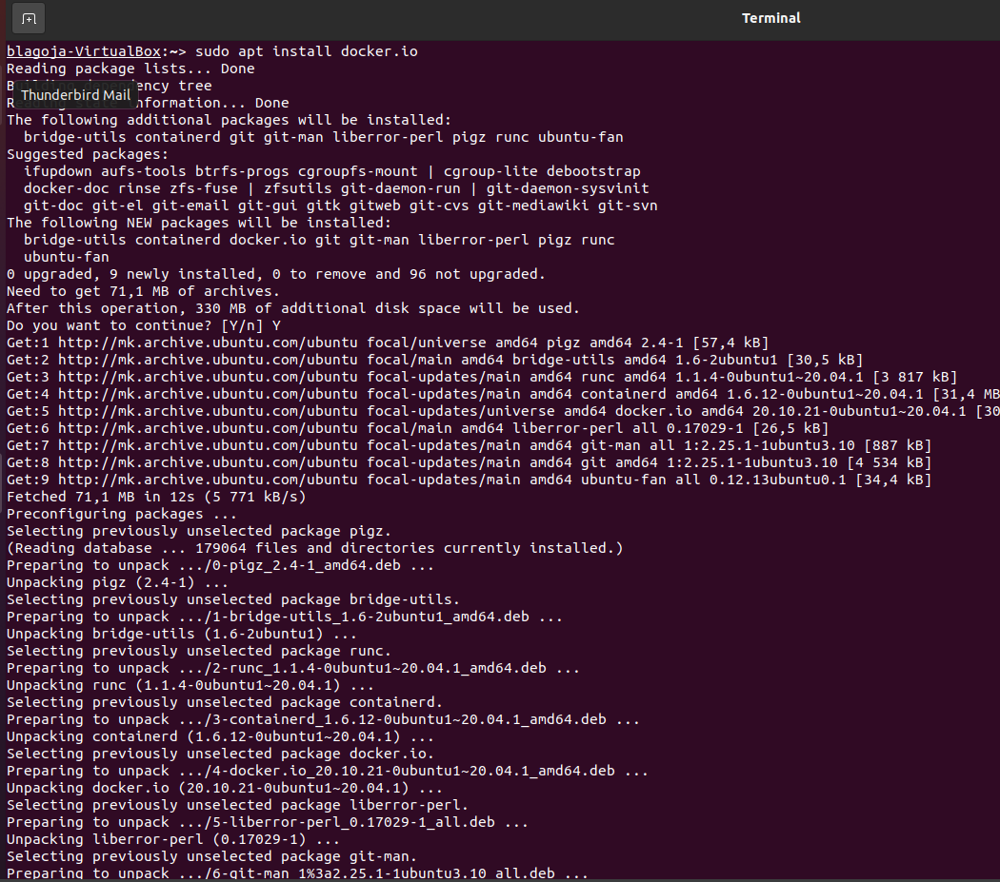 Terminal
blagoja-VirtualBox:~> sudo apt install docker.io
Reading package lists... Done
dependency tree
Thunderbird Mail
information... Done
The following additional packages will be installed:
  bridge-utils containerd git git-man liberror-perl pigz runc ubuntu-fan
Suggested packages:
  ifupdown aufs-tools btrfs-progs cgroupfs-mount | cgroup-lite debootstrap
  docker-doc rinse zfs-fuse | zfsutils git-daemon-run | git-daemon-sysvinit
  git-doc git-el git-email git-gui gitk gitweb git-cvs git-mediawiki git-svn
The following NEW packages will be installed:
  bridge-utils containerd docker.io git git-man liberror-perl pigz runc
  ubuntu-fan
0 upgraded, 9 newly installed, 0 to remove and 96 not upgraded.
Need to get 71,1 MB of archives.
After this operation, 330 MB of additional disk space will be used.
Do you want to continue? [Y/n] Y
Get:1 http://mk.archive.ubuntu.com/ubuntu focal/universe amd64 pigz amd64 2.4-1 [57,4 kB]
Get:2 http://mk.archive.ubuntu.com/ubuntu focal/main amd64 bridge-utils amd64 1.6-2ubuntu1 [30,5 kB]
Get:3 http://mk.archive.ubuntu.com/ubuntu focal-updates/main amd64 runc amd64 1.1.4-0ubuntu1~20.04.1 [3 817 kB]
Get:4 http://mk.archive.ubuntu.com/ubuntu focal-updates/main amd64 containerd amd64 1.6.12-0ubuntu1~20.04.1 [31,4 MB
Get:5 http://mk.archive.ubuntu.com/ubuntu focal-updates/universe amd64 docker.io amd64 20.10.21-0ubuntu1~20.04.1 [30
Get:6 http://mk.archive.ubuntu.com/ubuntu focal/main amd64 liberror-perl all 0.17029-1 [26,5 kB]
Get:7 http://mk.archive.ubuntu.com/ubuntu focal-updates/main amd64 git-man all 1:2.25.1-1ubuntu3.10 [887 kB]
Get:8 http://mk.archive.ubuntu.com/ubuntu focal-updates/main amd64 git amd64 1:2.25.1-1ubuntu3.10 [4 534 kB]
Get:9 http://mk.archive.ubuntu.com/ubuntu focal-updates/main amd64 ubuntu-fan all 0.12.13ubuntu0.1 [34,4 kB]
Fetched 71,1 MB in 12s (5 771 kB/s)
Preconfiguring packages ...
Selecting previously unselected package pigz.
(Reading database ... 179064 files and directories currently installed.)
Preparing to unpack .../0-pigz_2.4-1_amd64.deb ...
Unpacking pigz (2.4-1) ...
Selecting previously unselected package bridge-utils.
Preparing to unpack .../1-bridge-utils_1.6-2ubuntu1_amd64.deb ...
Unpacking bridge-utils (1.6-2ubuntu1) ...
Selecting previously unselected package runc.
Preparing to unpack .../2-runc_1.1.4-0ubuntu1~20.04.1_amd64.deb ...
Unpacking runc (1.1.4-0ubuntu1~20.04.1) ...
Selecting previously unselected package containerd.
Preparing to unpack .../3-containerd_1.6.12-0ubuntu1~20.04.1_amd64.deb ...
Unpacking containerd (1.6.12-0ubuntu1~20.04.1) ...
Selecting previously unselected package docker.io.
Preparing to unpack .../4-docker.io_20.10.21-0ubuntu1~20.04.1_amd64.deb ...
Unpacking docker.io (20.10.21-0ubuntu1~20.04.1) ...
Selecting previously unselected package liberror-perl.
Preparing to unpack .../5-liberror-perl_0.17029-1_all.deb ...
Unpacking liberror-perl (0.17029-1) ...
Selecting previously unselected package git-man.
Preparing to unpack .../6-git-man_1%3a2.25.1-1ubuntu3.10_all.deb ...